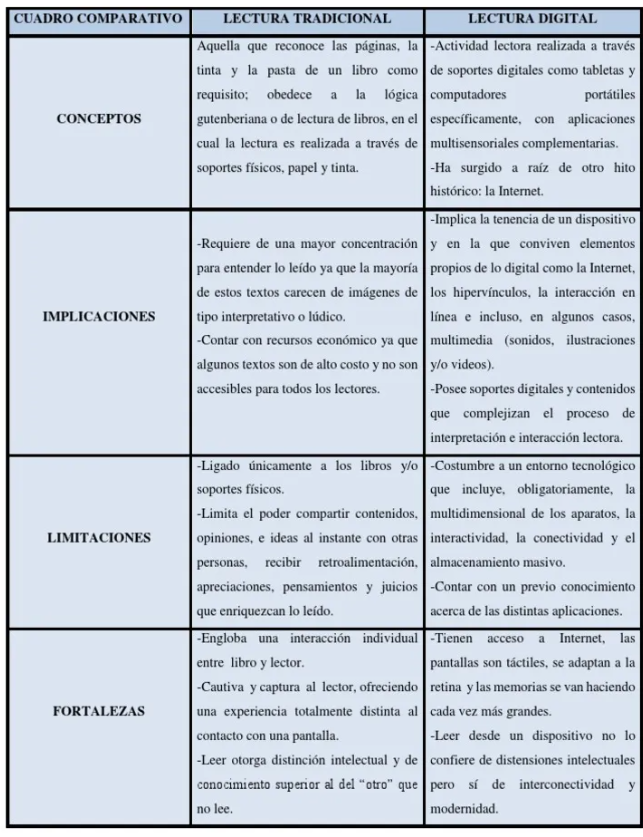 CUADRO COMPARATIVO
LECTURA TRADICIONAL
LECTURA DIGITAL
CONCEPTOS
Aquella que reconoce las páginas, la
tinta y la pasta de un libro como
requisito; obedece a la lógica
gutenberiana o de lectura de libros, en el
cual la lectura es realizada a través de
soportes físicos, papel y tinta.
-Actividad lectora realizada a través
de soportes digitales como tabletas y
computadores portátiles
específicamente, con aplicaciones
multisensoriales complementarias.
-Ha surgido a raíz de otro hito
histórico: la Internet.
IMPLICACIONES
-Requiere de una mayor concentración
para entender lo leído ya que la mayoría
de estos textos carecen de imágenes de
tipo interpretativo o lúdico.
-Contar con recursos económico ya que
algunos textos son de alto costo y no son
accesibles para todos los lectores.
-Implica la tenencia de un dispositivo
y en la que conviven elementos
propios de lo digital como la Internet,
los hipervínculos, la interacción en
línea e incluso, en algunos casos,
multimedia (sonidos, ilustraciones
y/o videos).
-Posee soportes digitales y contenidos
que complejizan el proceso de
interpretación e interacción lectora.
LIMITACIONES
-Ligado únicamente a los libros y/o
soportes físicos.
-Limita el poder compartir contenidos,
opiniones, e ideas al instante con otras
personas, recibir retroalimentación,
apreciaciones, pensamientos y juicios
que enriquezcan lo leído.
-Costumbre a un entorno tecnológico
que incluye, obligatoriamente, la
multidimensional de los aparatos, la
interactividad, la conectividad y el
almacenamiento masivo.
-Contar con un previo conocimiento
acerca de las distintas aplicaciones.
FORTALEZAS
-Engloba una interacción individual
entre libro y lector.
-Cautiva y captura al lector, ofreciendo
una experiencia totalmente distinta al
contacto con una pantalla.
-Leer otorga distinción intelectual y de
conocimiento superior al del "otro" que
no lee.
-Tienen acceso a Internet, las
pantallas son táctiles, se adaptan a la
retina y las memorias se van haciendo
cada vez más grandes.
-Leer desde un dispositivo no lo
confiere de distensiones intelectuales
pero sí de interconectividad y
modernidad.